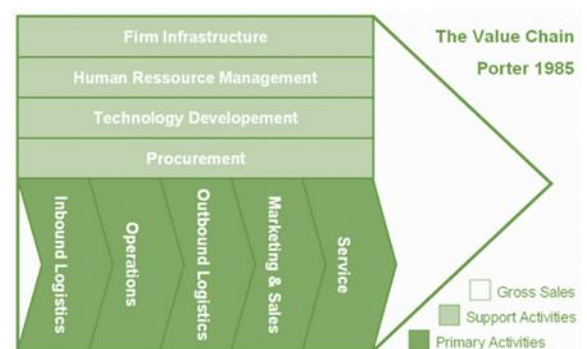 Firm Infrastructure
Human Ressource Management
Technology Developement
Procurement
Inbound Logistics
Operations
Outbound Logistics
Marketing & Sales
Service
The Value Chain
Porter 1985
Gross Sales
Support Activities
Primary Activities